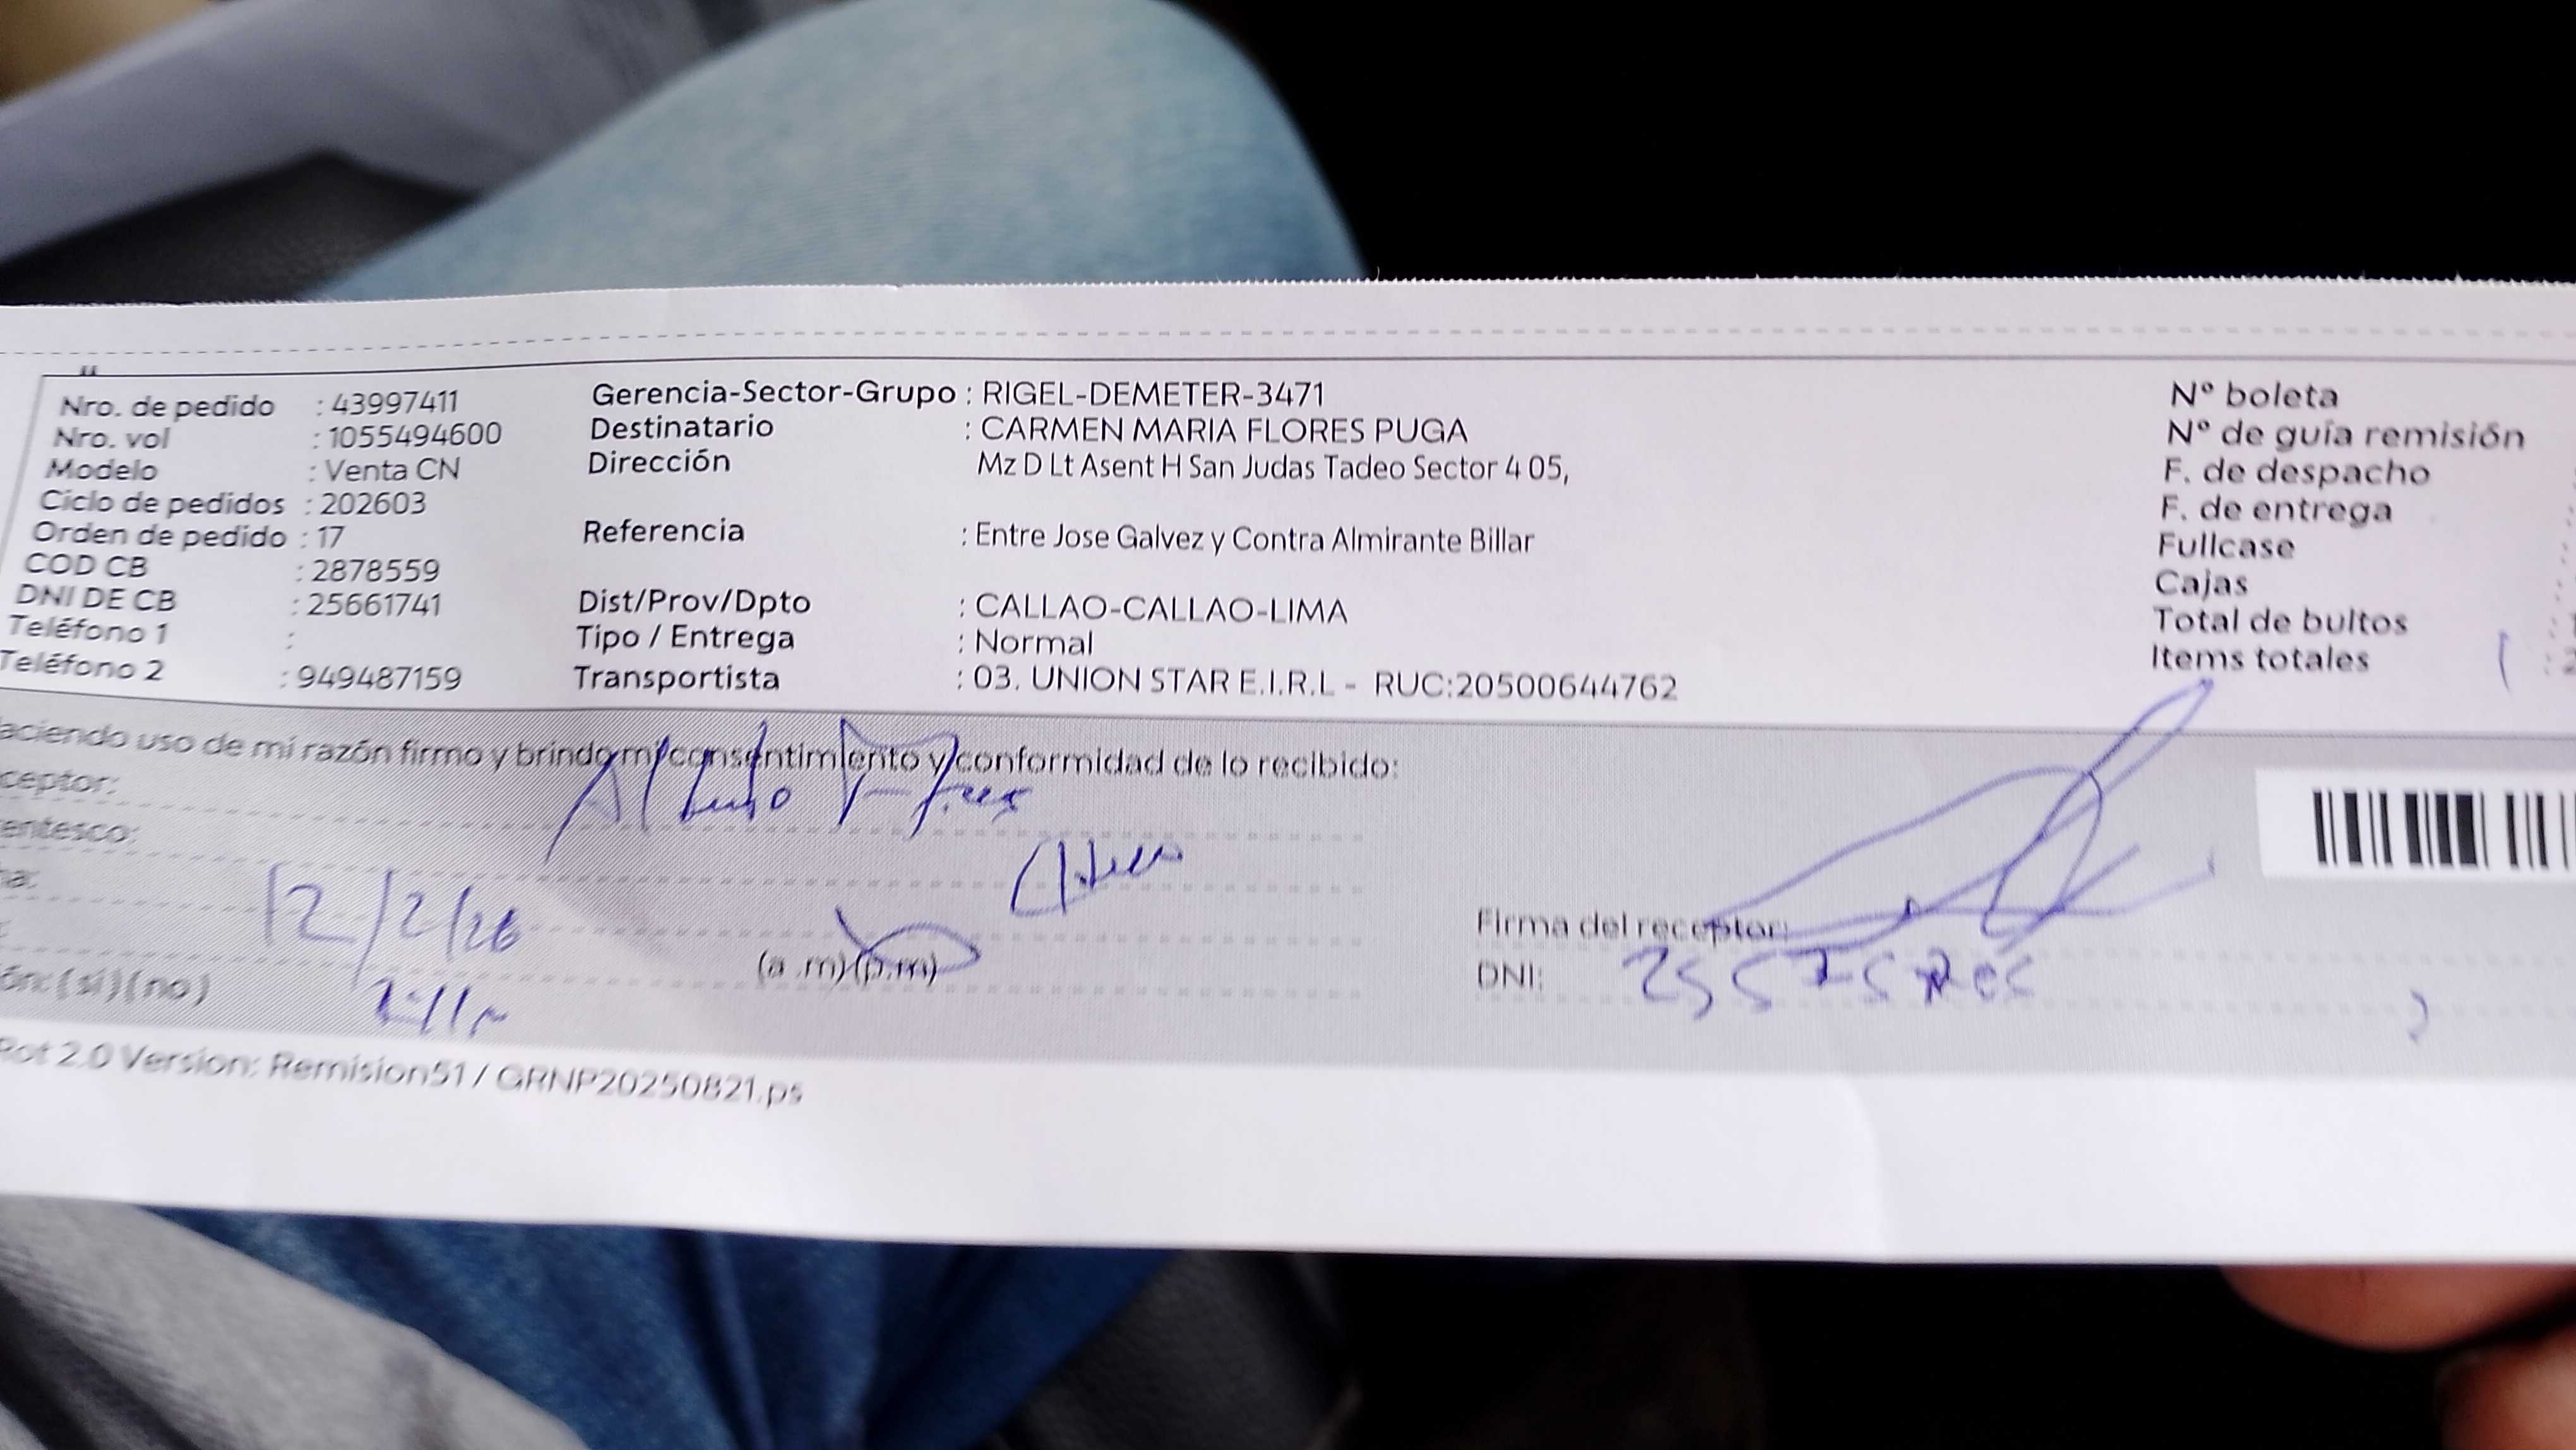 Nro. de pedido : 43997411
Nro. vol : 1055494600
Modelo : Venta CN
Ciclo de pedidos : 202603
Orden de pedido : 17
COD CB : 2878559
DNI DE CB : 25661741
Teléfono 1 :
Teléfono 2 : 949487159
Gerencia-Sector-Grupo : RIGEL-DEMETER-3471
Destinatario : CARMEN MARIA FLORES PUGA
Dirección Mz D Lt Asent H San Judas Tadeo Sector 4 05,
Referencia : Entre Jose Galvez y Contra Almirante Billar
Dist/Prov/Dpto : CALLAO-CALLAO-LIMA
Tipo / Entrega : Normal
Transportista : 03. UNION STAR E.I.R.L - RUC:20500644762
Nº boleta
Nº de guía remisión
F. de despacho
F. de entrega
Fullcase
Cajas
Total de bultos
Items totales
aciendo uso de mi razón firmo y brindo mi consentimiento y conformidad de lo recibido:
ceptor:
entesco:
12/2/26
(a .m)(p.m)
ón: (si)(no)
Firma del receptor:
DNI:
Rot 2.0 Version: Remision51 / GRNP20250821.ps